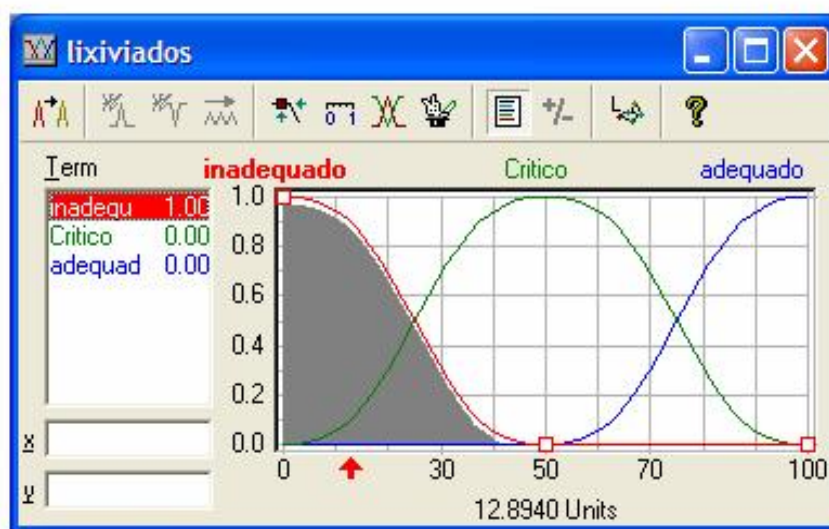 lixiviados
Term
inadequado Critico adequado
inadequ 1.00
Critico 0.00
adequad 0.00
1.0
0.8
0.6
0.4
0.2
0.0
0 30 50 70 100
x
y
12.8940 Units